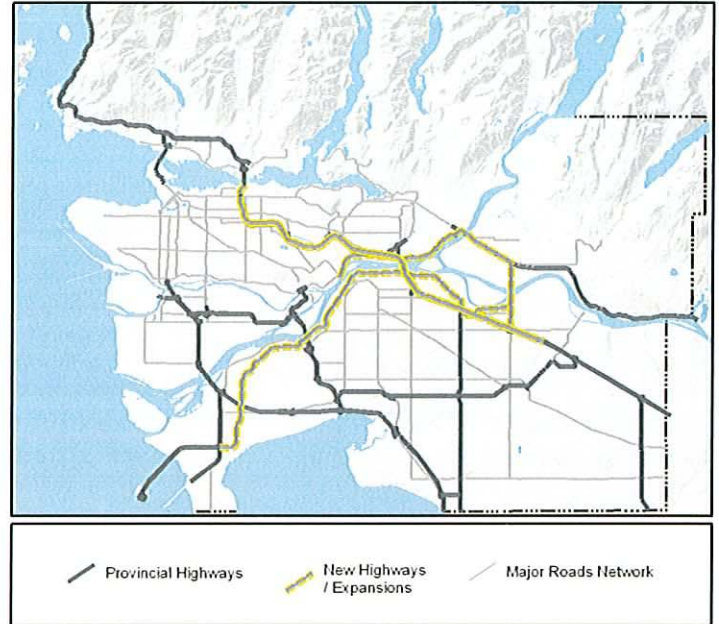 Provincial Highways
New Highways
/ Expansions
Major Roads Network